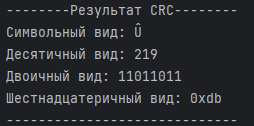 --------Результат CRC--------
Символьный вид: Û
Десятичный вид: 219
Двоичный вид: 11011011
Шестнадцатеричный вид: 0xdb
-----------------------------